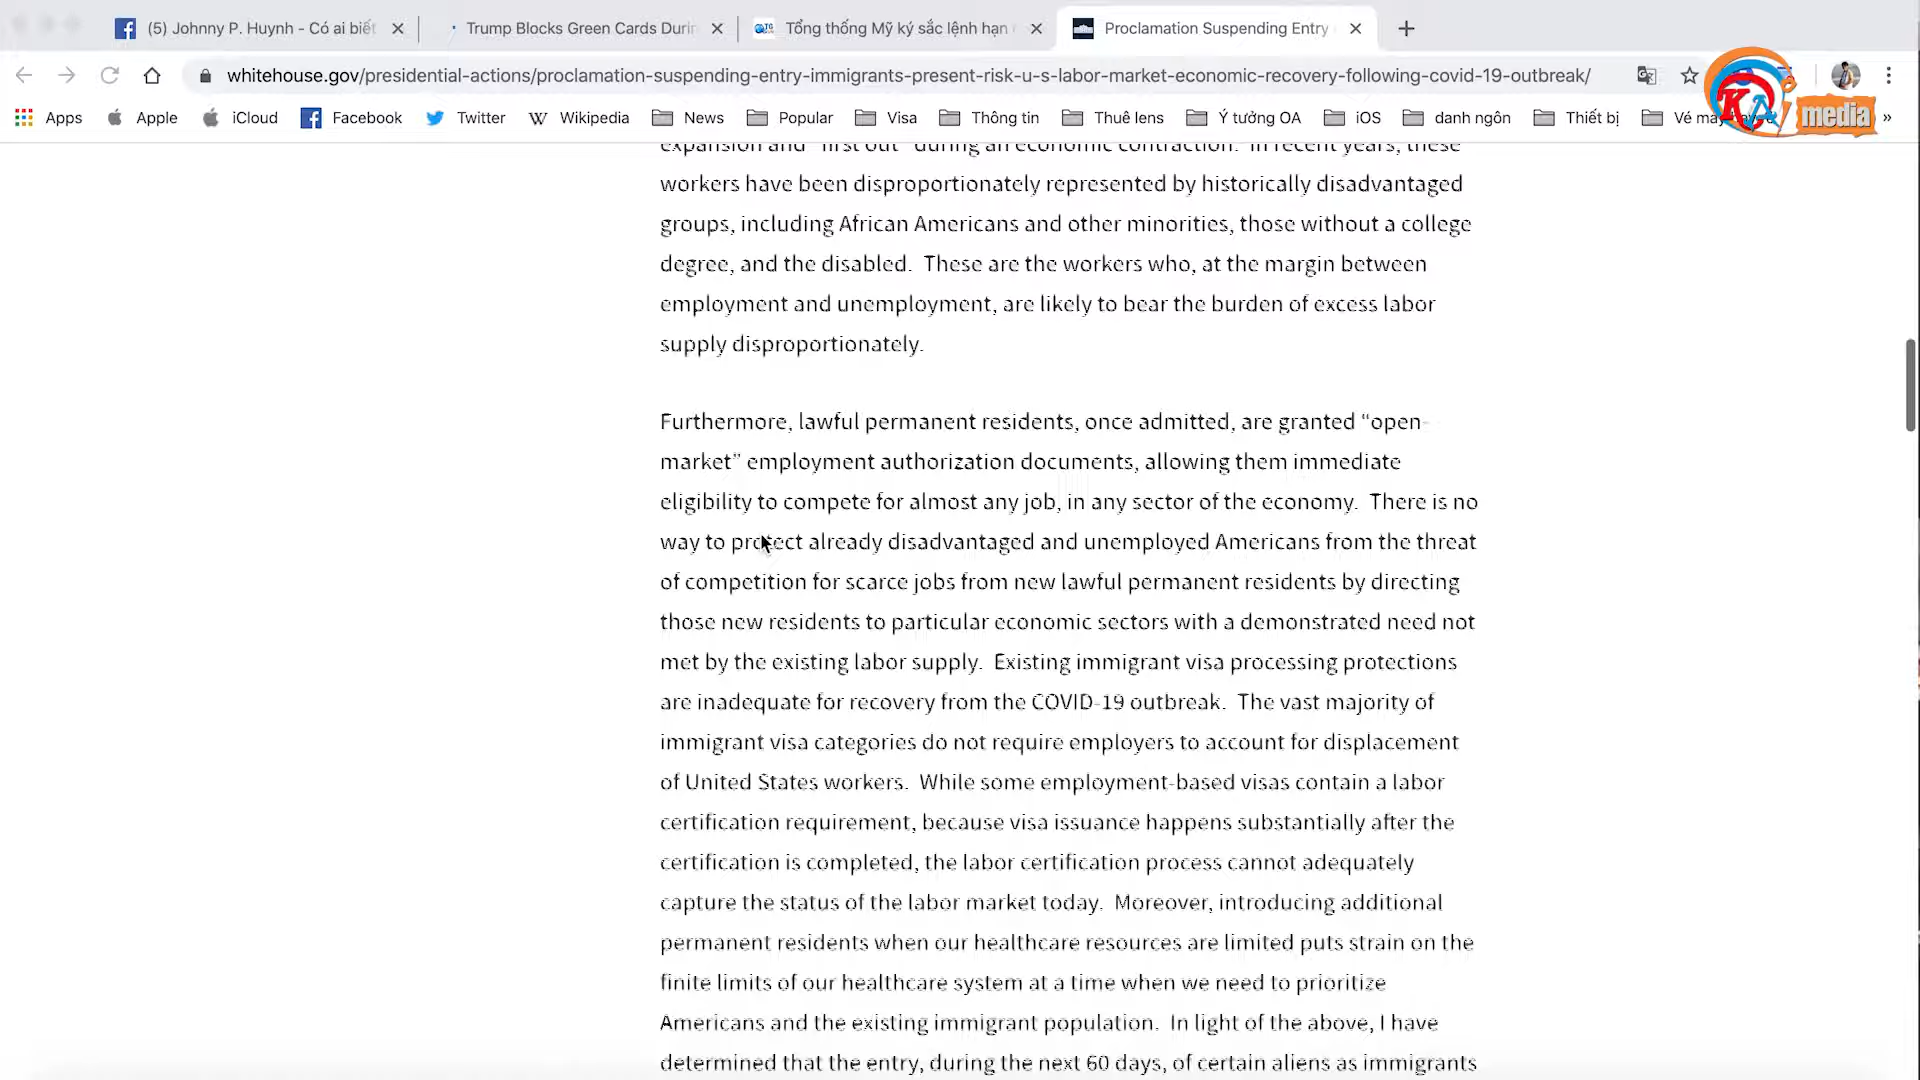 (5) Johnny P. Huynh - Có ai biết
Trump Blocks Green Cards Durin
Tổng thống Mỹ ký sắc lệnh hạn
Proclamation Suspending Entry
whitehouse.gov/presidential-actions/proclamation-suspending-entry-immigrants-present-risk-u-s-labor-market-economic-recovery-following-covid-19-outbreak/
Apps Apple iCloud Facebook Twitter Wikipedia News Popular Visa Thông tin Thuê lens Ý tưởng OA iOS danh ngôn Thiết bị Vé máy »
KAI media
expansion and “first out” during an economic contraction. In recent years, these
workers have been disproportionately represented by historically disadvantaged
groups, including African Americans and other minorities, those without a college
degree, and the disabled. These are the workers who, at the margin between
employment and unemployment, are likely to bear the burden of excess labor
supply disproportionately.
Furthermore, lawful permanent residents, once admitted, are granted “open-
market” employment authorization documents, allowing them immediate
eligibility to compete for almost any job, in any sector of the economy. There is no
way to protect already disadvantaged and unemployed Americans from the threat
of competition for scarce jobs from new lawful permanent residents by directing
those new residents to particular economic sectors with a demonstrated need not
met by the existing labor supply. Existing immigrant visa processing protections
are inadequate for recovery from the COVID-19 outbreak. The vast majority of
immigrant visa categories do not require employers to account for displacement
of United States workers. While some employment-based visas contain a labor
certification requirement, because visa issuance happens substantially after the
certification is completed, the labor certification process cannot adequately
capture the status of the labor market today. Moreover, introducing additional
permanent residents when our healthcare resources are limited puts strain on the
finite limits of our healthcare system at a time when we need to prioritize
Americans and the existing immigrant population. In light of the above, I have
determined that the entry, during the next 60 days, of certain aliens as immigrants